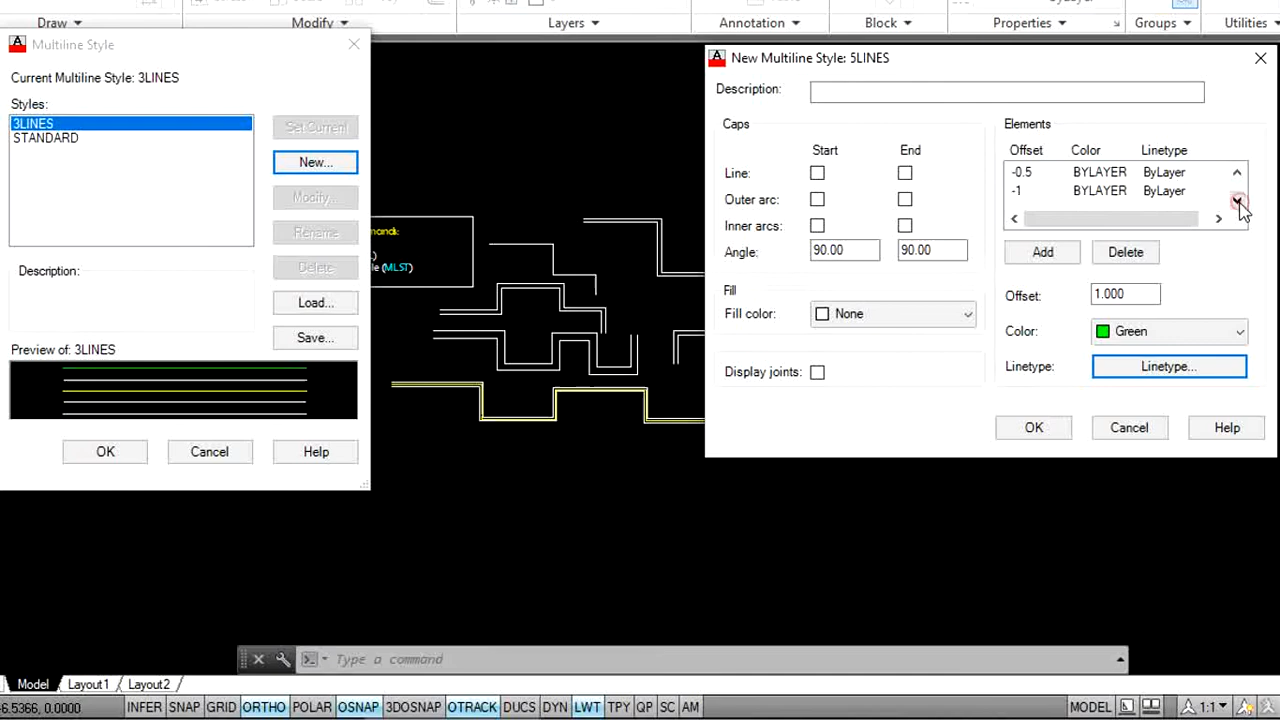 Draw
Modify
Layers
Annotation
Block
Properties
Groups
Utilities
Multiline Style
Current Multiline Style: 3LINES
Styles:
3LINES
STANDARD
Set Current
New...
Modify...
Rename
Delete
Load...
Save...
Description:
Preview of: 3LINES
OK
Cancel
Help
(MLST)
New Multiline Style: 5LINES
Description:
Caps
Start End
Line:
Outer arc:
Inner arcs:
Angle: 90.00 90.00
Fill
Fill color: None
Display joints:
Elements
Offset Color Linetype
-0.5 BYLAYER ByLayer
-1 BYLAYER ByLayer
Add Delete
Offset: 1.000
Color: Green
Linetype: Linetype...
OK Cancel Help
Type a command
Model Layout1 Layout2
-6.5366, 0.0000 INFER SNAP GRID ORTHO POLAR OSNAP 3DOSNAP OTRACK DUCS DYN LWT TPY QP SC AM MODEL 1:1